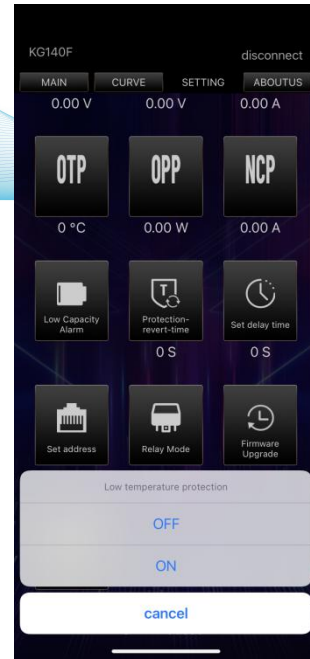 KG140F
disconnect
MAIN CURVE SETTING ABOUTUS
0.00 V 0.00 V 0.00 A
OTP OPP NCP
0 °C 0.00 W 0.00 A
Low Capacity
Alarm
Protection-
revert-time
Set delay time
0 S 0 S
Set address
Relay Mode
Firmware
Upgrade
Low temperature protection
OFF
ON
cancel